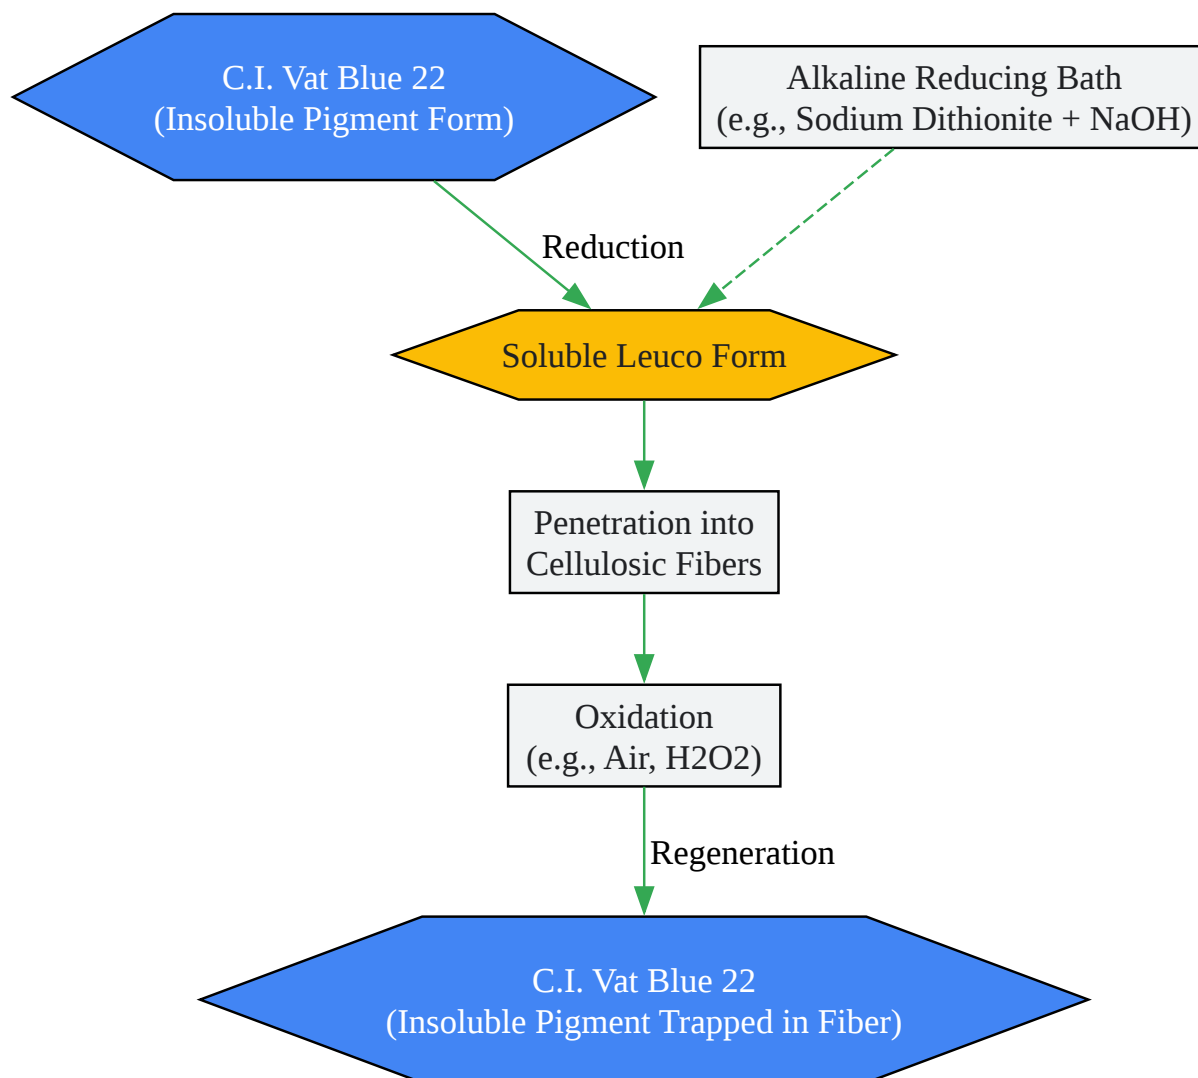 C.I. Vat Blue 22
(Insoluble Pigment Form)
Alkaline Reducing Bath
(e.g., Sodium Dithionite + NaOH)
Reduction
Soluble Leuco Form
Penetration into
Cellulosic Fibers
Oxidation
(e.g., Air, H2O2)
Regeneration
C.I. Vat Blue 22
(Insoluble Pigment Trapped in Fiber)